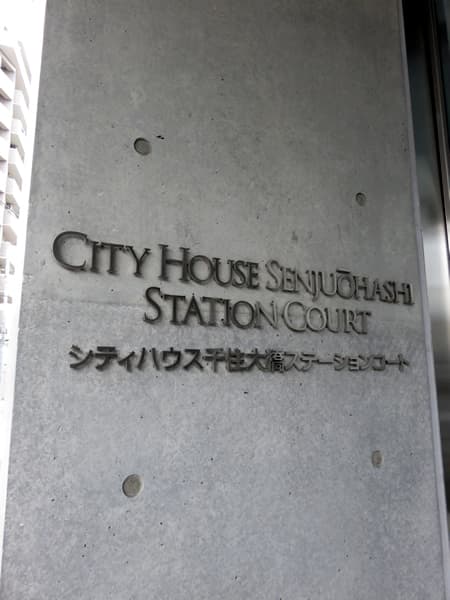 CITY HOUSE SENJUŌHASHI
STATION COURT
シティハウス千住大橋ステーションコート